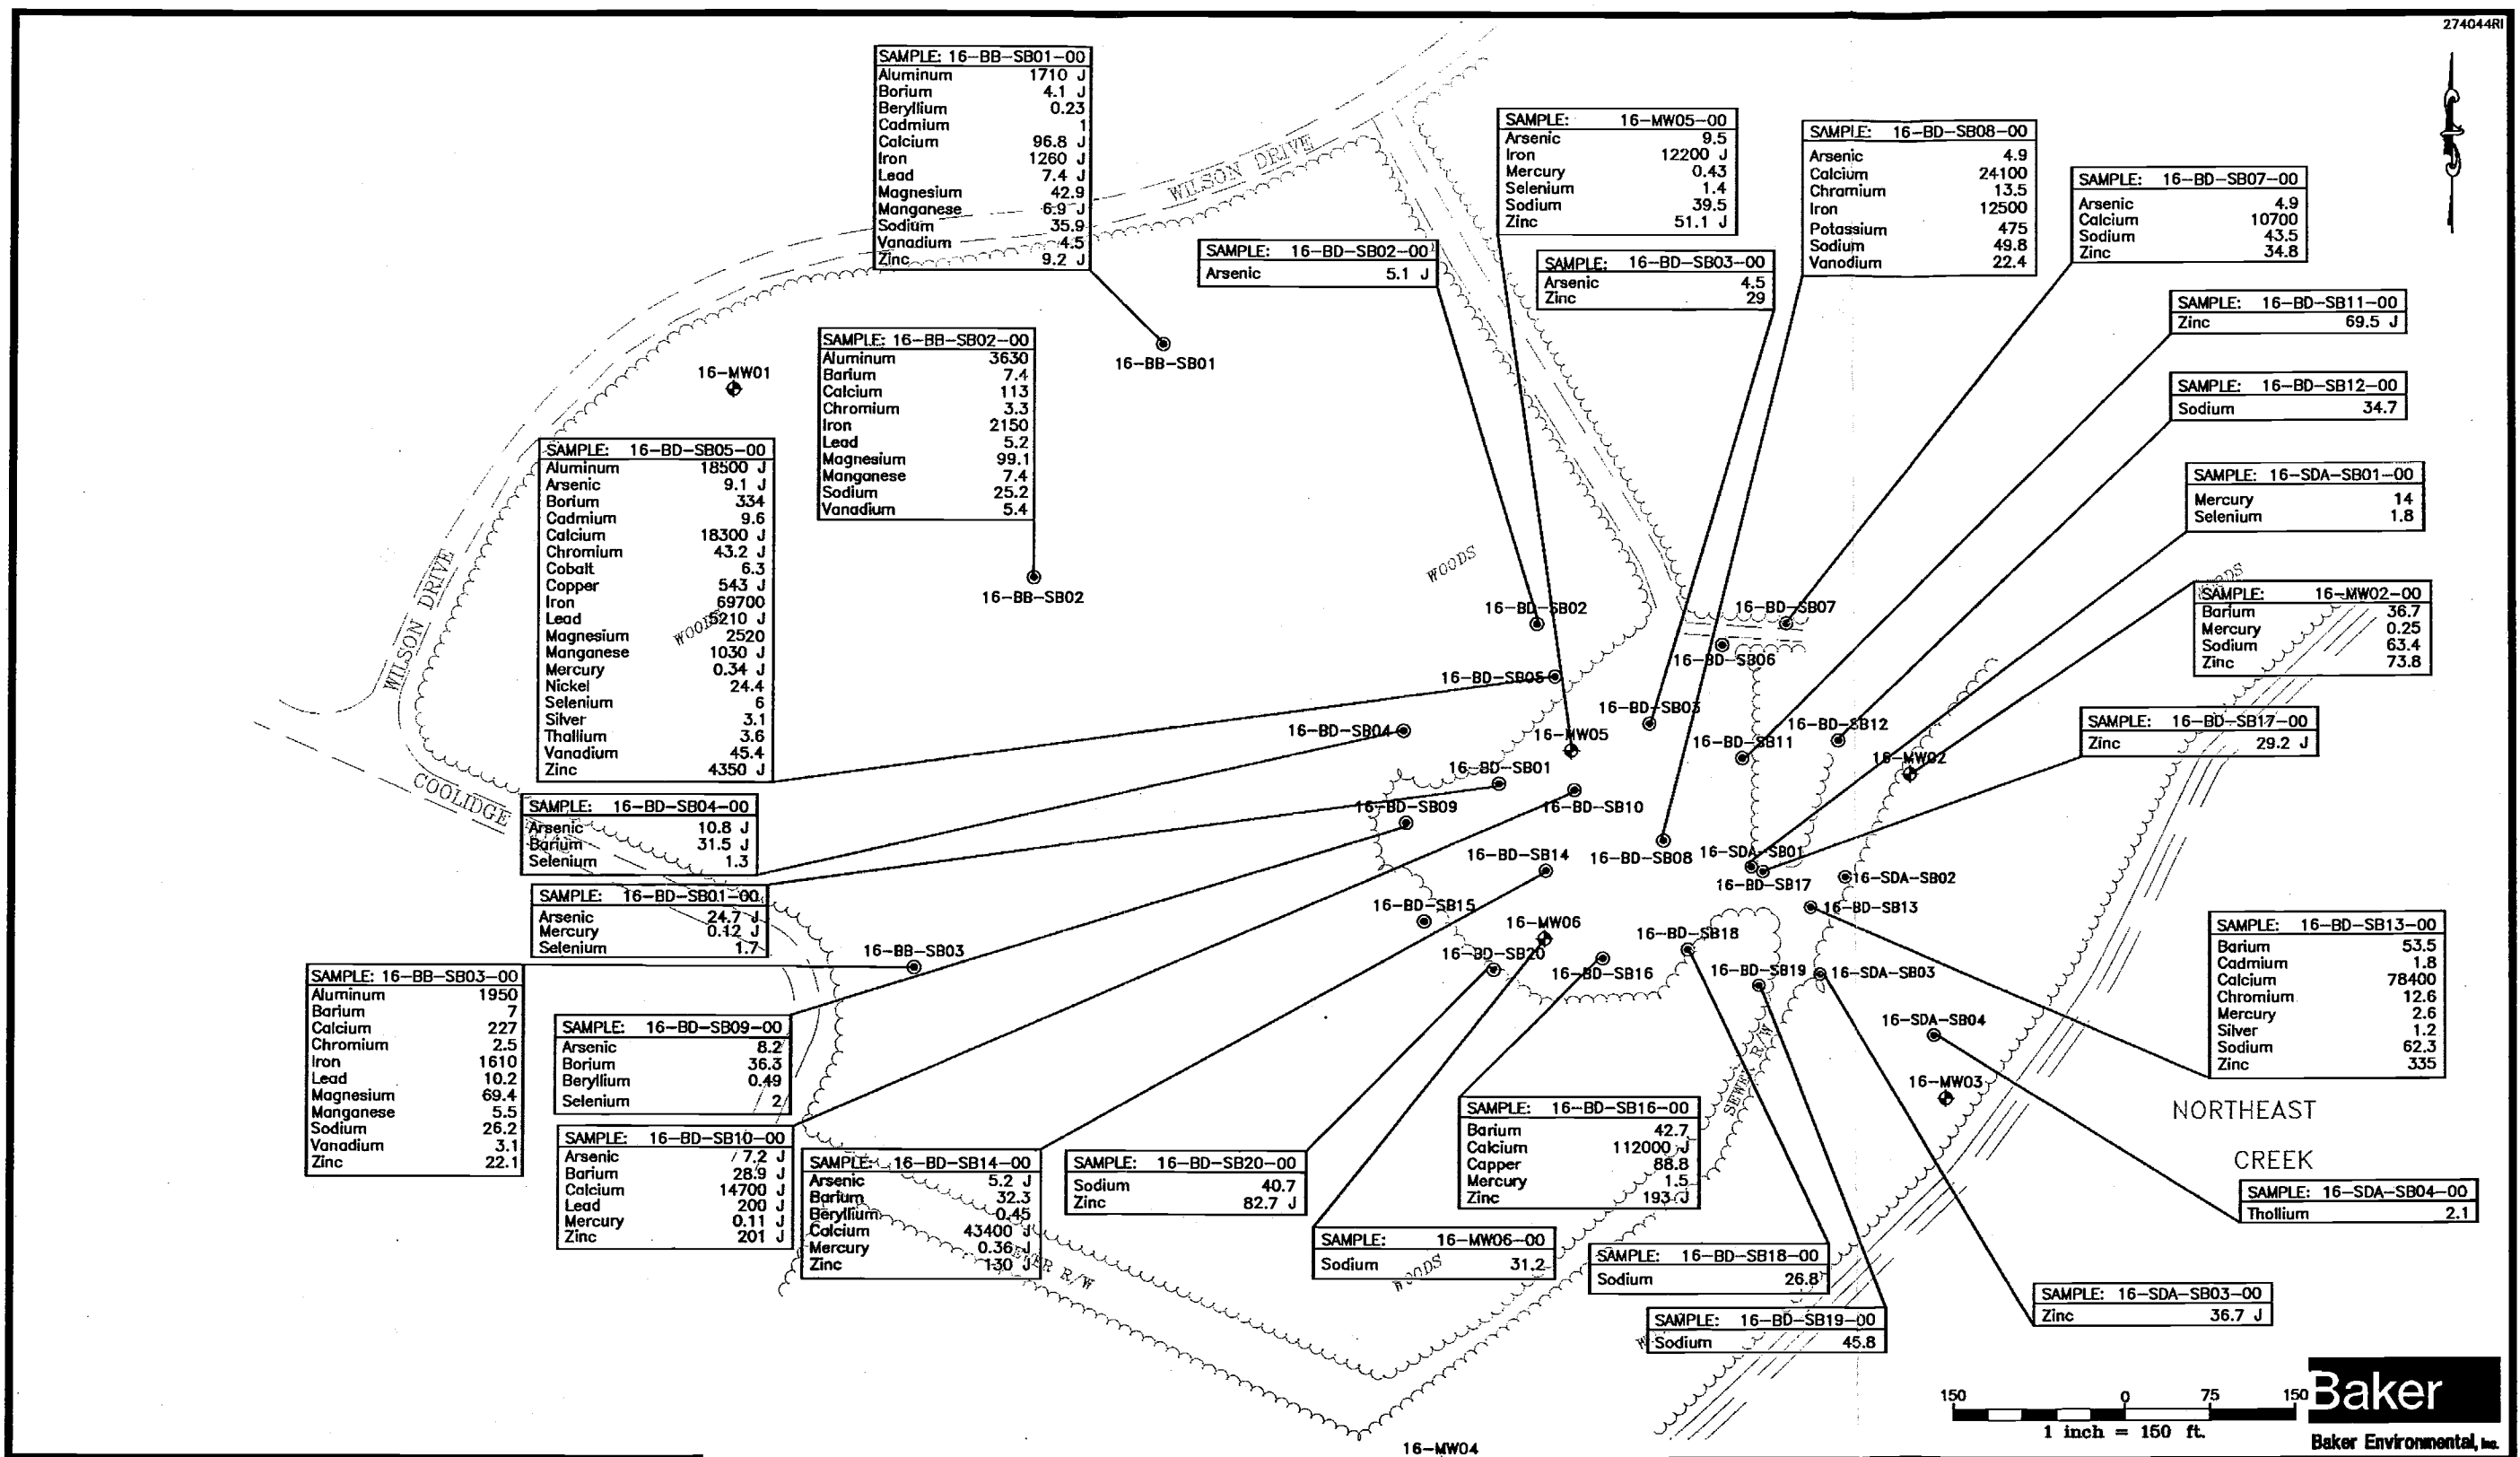 274044RI
SAMPLE: 16-BB-SB01-00
Aluminum 1710 J
Borium 4.1 J
Beryllium 0.23
Cadmium 1
Calcium 96.8 J
Iron 1260 J
Lead 7.4 J
Magnesium 42.9
Manganese 6.9 J
Sodium 35.9
Vanadium 4.5
Zinc 9.2 J
WILSON DRIVE
SAMPLE: 16-MW05-00
Arsenic 9.5
Iron 12200 J
Mercury 0.43
Selenium 1.4
Sodium 39.5
Zinc 51.1 J
SAMPLE: 16-BD-SB08-00
Arsenic 4.9
Calcium 24100
Chramium 13.5
Iron 12500
Potassium 475
Sodium 49.8
Vanodium 22.4
SAMPLE: 16-BD-SB07-00
Arsenic 4.9
Calcium 10700
Sodium 43.5
Zinc 34.8
SAMPLE: 16-BD-SB02-00
Arsenic 5.1 J
SAMPLE: 16-BD-SB03-00
Arsenic 4.5
Zinc 29
SAMPLE: 16-BD-SB11-00
Zinc 69.5 J
SAMPLE: 16-BD-SB12-00
Sodium 34.7
SAMPLE: 16-BB-SB02-00
Aluminum 3630
Barium 7.4
Calcium 113
Chromium 3.3
Iron 2150
Lead 5.2
Magnesium 99.1
Manganese 7.4
Sodium 25.2
Vanadium 5.4
16-BB-SB01
16-MW01
SAMPLE: 16-BD-SB05-00
Aluminum 18500 J
Arsenic 9.1 J
Borium 334
Cadmium 9.6
Calcium 18300 J
Chromium 43.2 J
Cobalt 6.3
Copper 543 J
Iron 69700
Lead 5210 J
Magnesium 2520
Manganese 1030 J
Mercury 0.34 J
Nickel 24.4
Selenium 6
Silver 3.1
Thallium 3.6
Vanadium 45.4
Zinc 4350 J
WOODS
SAMPLE: 16-SDA-SB01-00
Mercury 14
Selenium 1.8
WILSON DRIVE
16-BB-SB02
WOODS
SAMPLE: 16-MW02-00
Barium 36.7
Mercury 0.25
Sodium 63.4
Zinc 73.8
16-BD-SB02
16-BD-SB07
16-BD-SB06
16-BD-SB05
16-BD-SB03
16-BD-SB04
16-MW05
16-BD-SB12
16-BD-SB11
16-MW02
SAMPLE: 16-BD-SB17-00
Zinc 29.2 J
16-BD-SB01
16-BD-SB09
16-BD-SB10
COOLIDGE
SAMPLE: 16-BD-SB04-00
Arsenic 10.8 J
Barium 31.5 J
Selenium 1.3
16-BD-SB14
16-BD-SB08
16-SDA-SB01
16-BD-SB17
16-SDA-SB02
SAMPLE: 16-BD-SB01-00
Arsenic 24.7 J
Mercury 0.12 J
Selenium 1.7
16-BD-SB15
16-MW06
16-BD-SB13
16-BB-SB03
16-BD-SB20
16-BD-SB16
16-BD-SB18
16-BD-SB19
16-SDA-SB03
SAMPLE: 16-BD-SB13-00
Barium 53.5
Cadmium 1.8
Calcium 78400
Chromium 12.6
Mercury 2.6
Silver 1.2
Sodium 62.3
Zinc 335
SAMPLE: 16-BB-SB03-00
Aluminum 1950
Barium 7
Calcium 227
Chromium 2.5
Iron 1610
Lead 10.2
Magnesium 69.4
Manganese 5.5
Sodium 26.2
Vanadium 3.1
Zinc 22.1
SAMPLE: 16-BD-SB09-00
Arsenic 8.2
Borium 36.3
Beryllium 0.49
Selenium 2
16-SDA-SB04
SEWER R/W
16-MW03
NORTHEAST
CREEK
SAMPLE: 16-BD-SB10-00
Arsenic 7.2 J
Barium 28.9 J
Calcium 14700 J
Lead 200 J
Mercury 0.11 J
Zinc 201 J
SAMPLE: 16-BD-SB14-00
Arsenic 5.2 J
Barium 32.3
Beryllium 0.45
Calcium 43400 J
Mercury 0.36 J
Zinc 130 J
R/W
SAMPLE: 16-BD-SB20-00
Sodium 40.7
Zinc 82.7 J
SAMPLE: 16-BD-SB16-00
Barium 42.7
Calcium 112000 J
Capper 88.8
Mercury 1.5
Zinc 193 J
SAMPLE: 16-SDA-SB04-00
Thollium 2.1
SAMPLE: 16-MW06-00
Sodium 31.2
WOODS
SAMPLE: 16-BD-SB18-00
Sodium 26.8
SAMPLE: 16-BD-SB19-00
Sodium 45.8
SAMPLE: 16-SDA-SB03-00
Zinc 36.7 J
16-MW04
150 0 75 150
1 inch = 150 ft.
Baker
Baker Environmental, Inc.